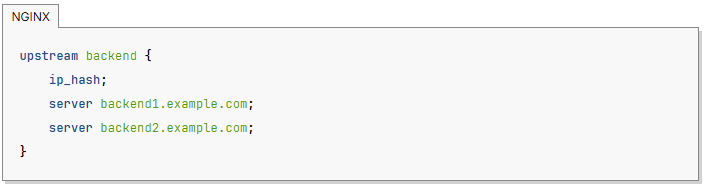 NGINX
upstream backend {
    ip_hash;
    server backend1.example.com;
    server backend2.example.com;
}